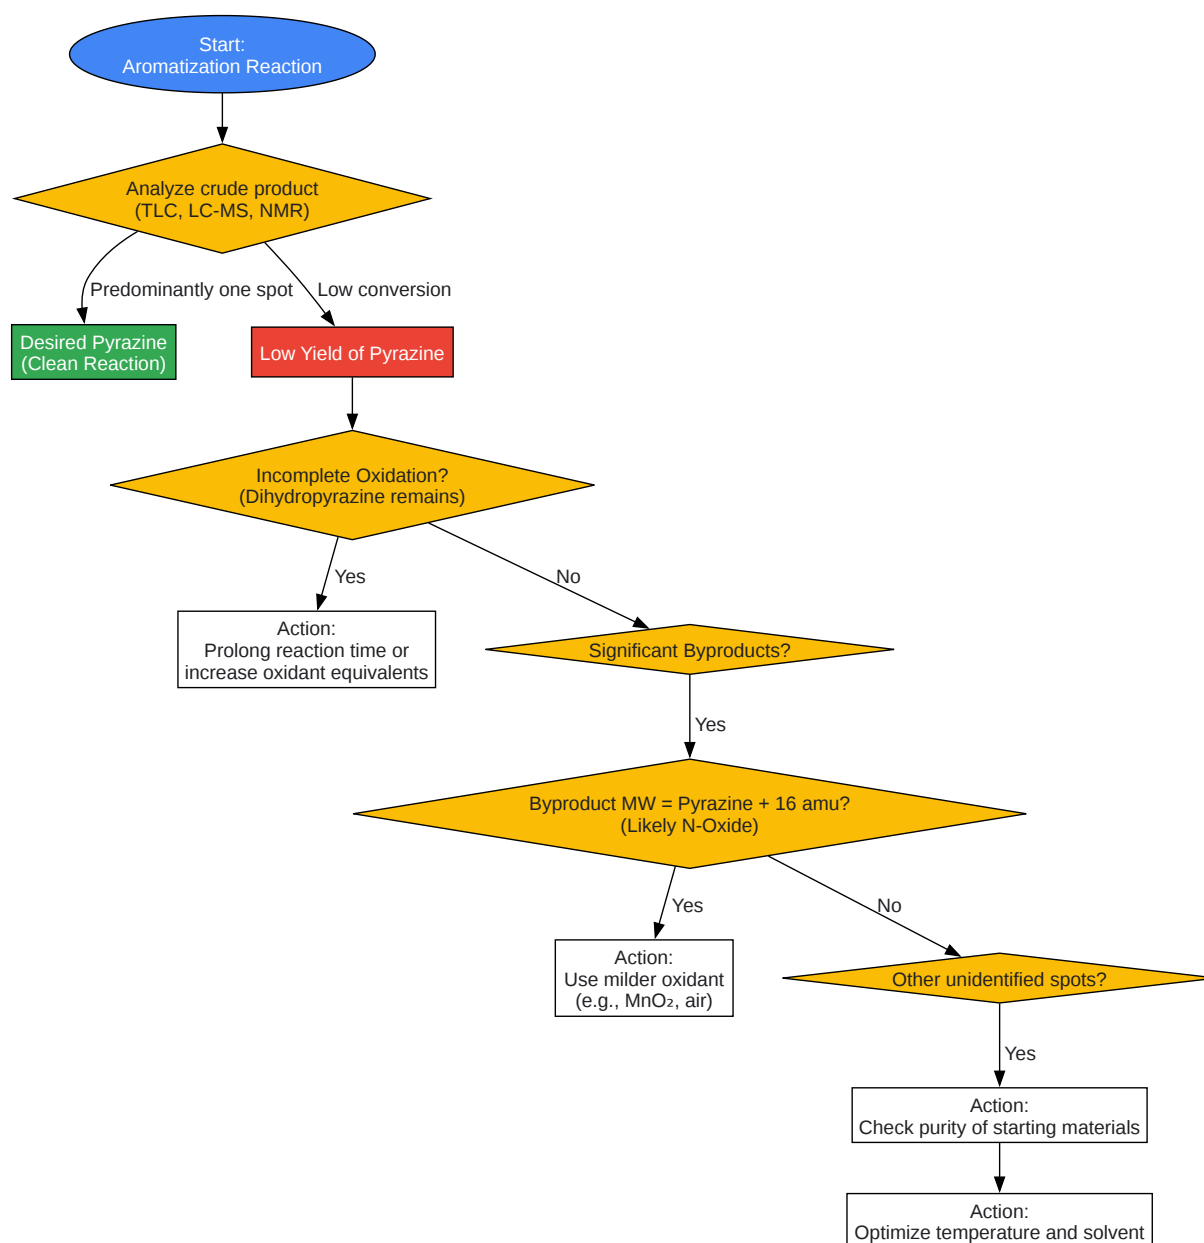 Start:
Aromatization Reaction
Analyze crude product
(TLC, LC-MS, NMR)
Predominantly one spot
Low conversion
Desired Pyrazine
(Clean Reaction)
Low Yield of Pyrazine
Incomplete Oxidation?
(Dihydropyrazine remains)
Yes
No
Action:
Prolong reaction time or
increase oxidant equivalents
Significant Byproducts?
Yes
Byproduct MW = Pyrazine + 16 amu?
(Likely N-Oxide)
Yes
No
Action:
Use milder oxidant
(e.g., MnO₂, air)
Other unidentified spots?
Yes
Action:
Check purity of starting materials
Action:
Optimize temperature and solvent